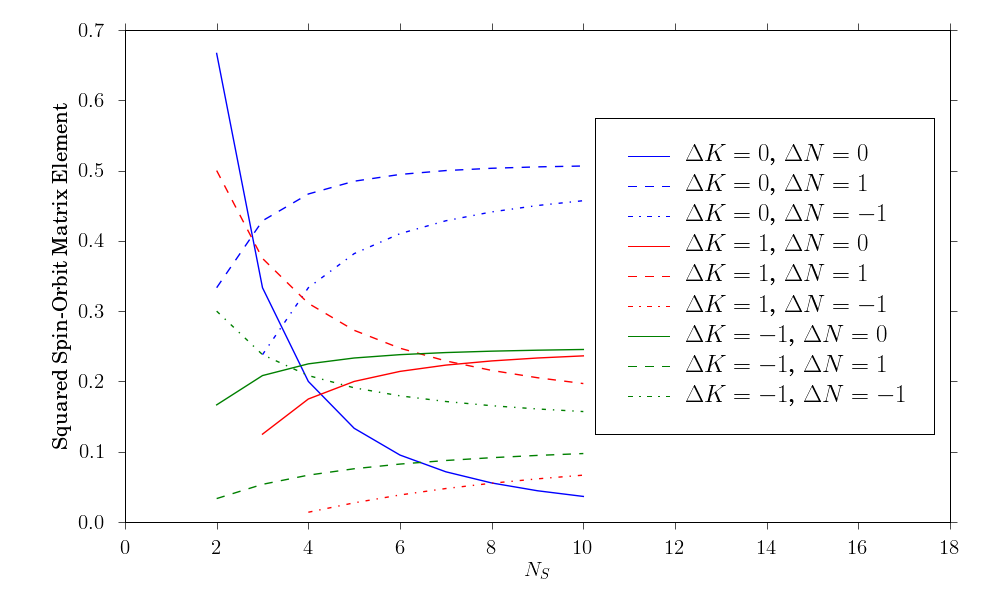 0.7
0.6
0.5
0.4
0.3
0.2
0.1
0.0
Squared Spin-Orbit Matrix Element
0 2 4 6 8 10 12 14 16 18
N_S
ΔK = 0, ΔN = 0
ΔK = 0, ΔN = 1
ΔK = 0, ΔN = −1
ΔK = 1, ΔN = 0
ΔK = 1, ΔN = 1
ΔK = 1, ΔN = −1
ΔK = −1, ΔN = 0
ΔK = −1, ΔN = 1
ΔK = −1, ΔN = −1